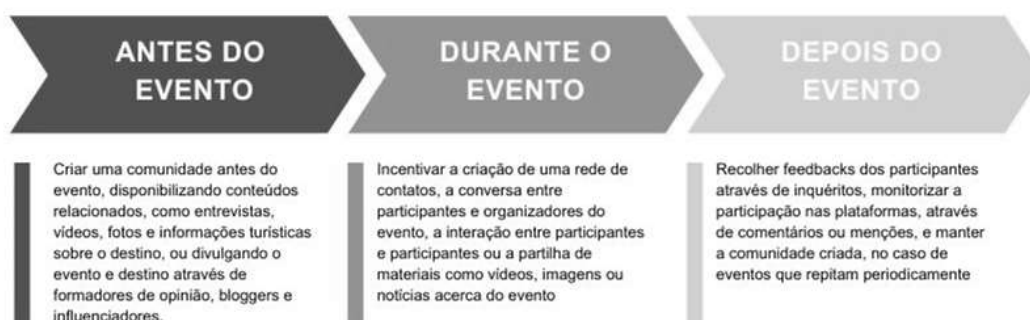 ANTES DO
EVENTO
DURANTE O
EVENTO
DEPOIS DO
EVENTO
Criar uma comunidade antes do
evento, disponibilizando conteúdos
relacionados, como entrevistas,
vídeos, fotos e informações turísticas
sobre o destino, ou divulgando o
evento e destino através de
formadores de opinião, bloggers e
influenciadores.
Incentivar a criação de uma rede de
contatos, a conversa entre
participantes e organizadores do
evento, a interação entre participantes
e participantes ou a partilha de
materiais como vídeos, imagens ou
notícias acerca do evento
Recolher feedbacks dos participantes
através de inquéritos, monitorizar a
participação nas plataformas, através
de comentários ou menções, e manter
a comunidade criada, no caso de
eventos que repitam periodicamente